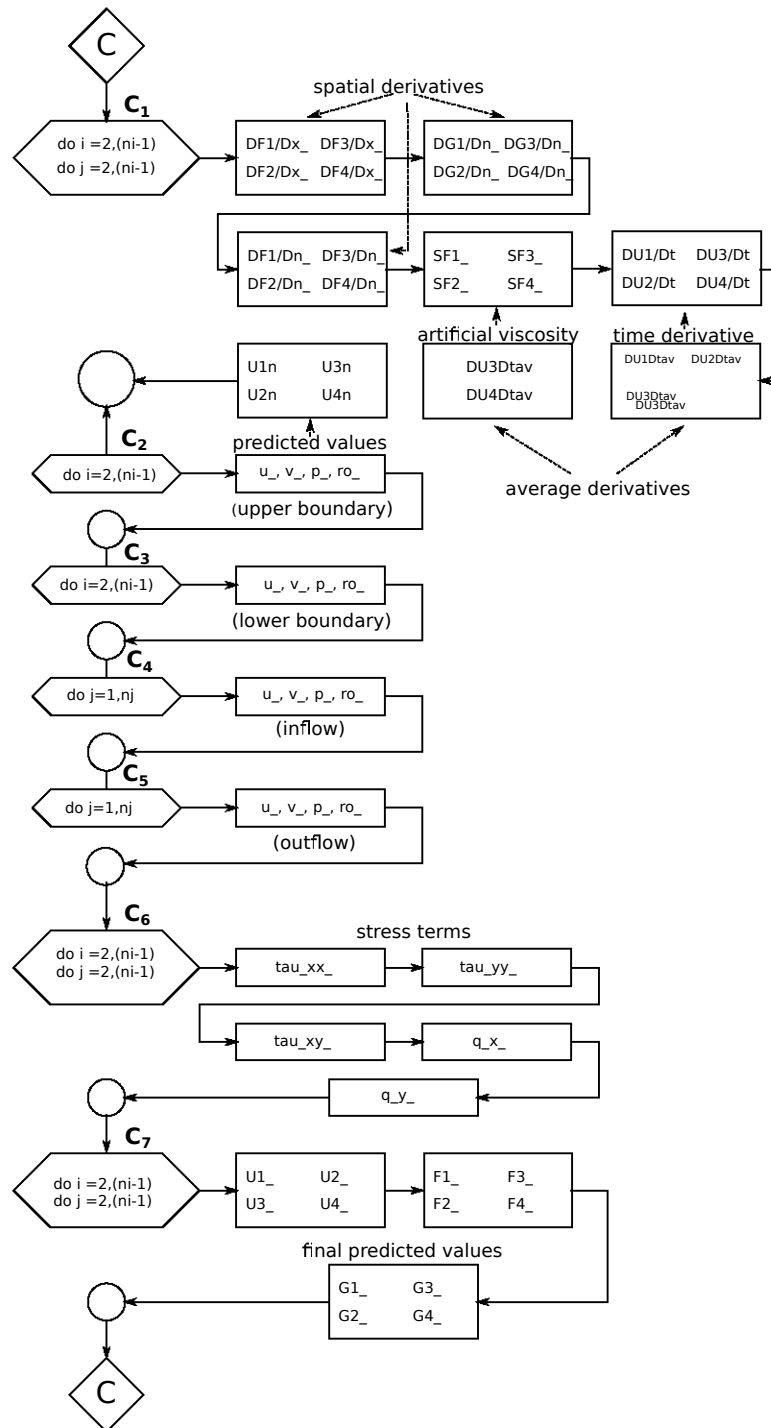 C
C1
spatial derivatives
do i =2,(ni-1)
do j =2,(ni-1)
DF1/Dx_ DF3/Dx_
DF2/Dx_ DF4/Dx_
DG1/Dn_ DG3/Dn_
DG2/Dn_ DG4/Dn_
DF1/Dn_ DF3/Dn_
DF2/Dn_ DF4/Dn_
SF1_ SF3_
SF2_ SF4_
DU1/Dt DU3/Dt
DU2/Dt DU4/Dt
artificial viscosity
time derivative
U1n U3n
U2n U4n
DU3Dtav
DU4Dtav
DU1Dtav DU2Dtav
DU3Dtav
DU3Dtav
C2
predicted values
do i=2,(ni-1)
u_, v_, p_, ro_
average derivatives
(upper boundary)
C3
do i=2,(ni-1)
u_, v_, p_, ro_
(lower boundary)
C4
do j=1,nj
u_, v_, p_, ro_
(inflow)
C5
do j=1,nj
u_, v_, p_, ro_
(outflow)
C6
stress terms
do i =2,(ni-1)
do j =2,(ni-1)
tau_xx_
tau_yy_
tau_xy_
q_x_
q_y_
C7
do i =2,(ni-1)
do j =2,(ni-1)
U1_ U2_
U3_ U4_
F1_ F3_
F2_ F4_
final predicted values
G1_ G3_
G2_ G4_
C